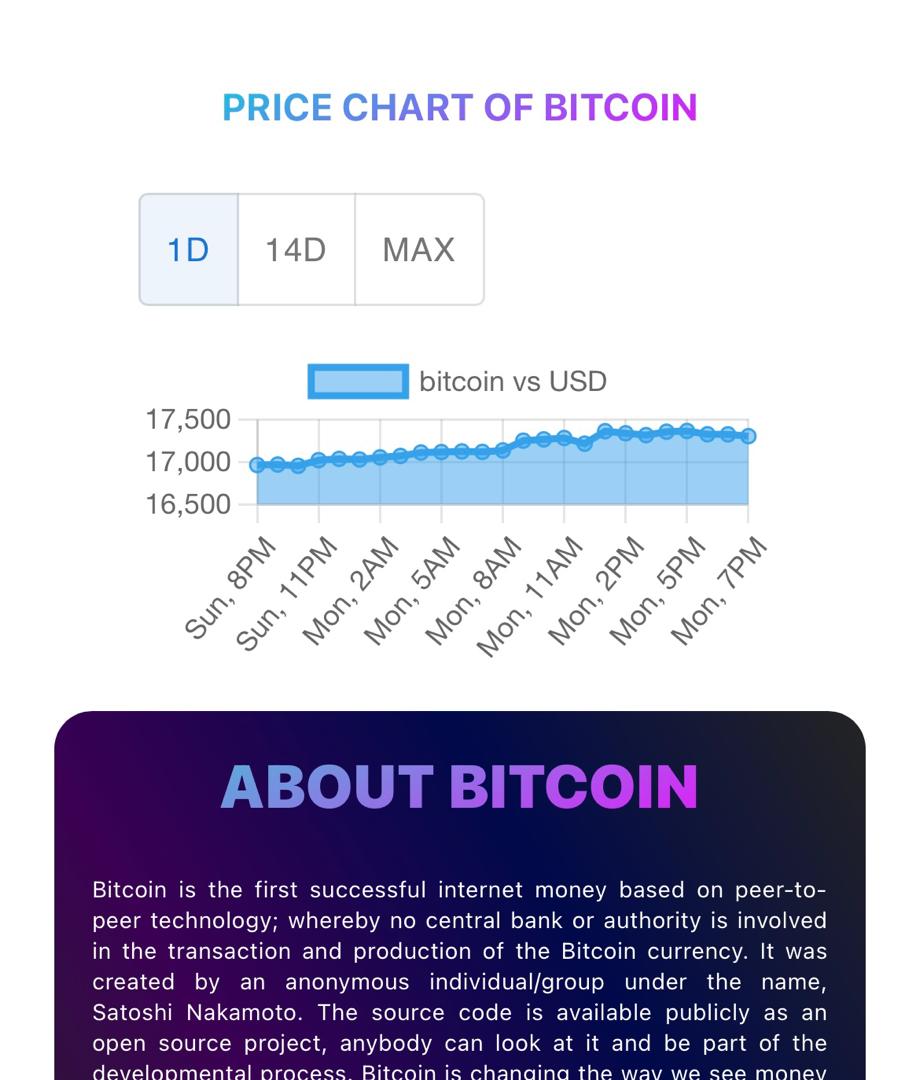 PRICE CHART OF BITCOIN
1D 14D MAX
bitcoin vs USD
17,500
17,000
16,500
Sun, 8PM
Sun, 11PM
Mon, 2AM
Mon, 5AM
Mon, 8AM
Mon, 11AM
Mon, 2PM
Mon, 5PM
Mon, 7PM
ABOUT BITCOIN
Bitcoin is the first successful internet money based on peer-to-
peer technology; whereby no central bank or authority is involved
in the transaction and production of the Bitcoin currency. It was
created by an anonymous individual/group under the name,
Satoshi Nakamoto. The source code is available publicly as an
open source project, anybody can look at it and be part of the
developmental process. Bitcoin is changing the way we see money